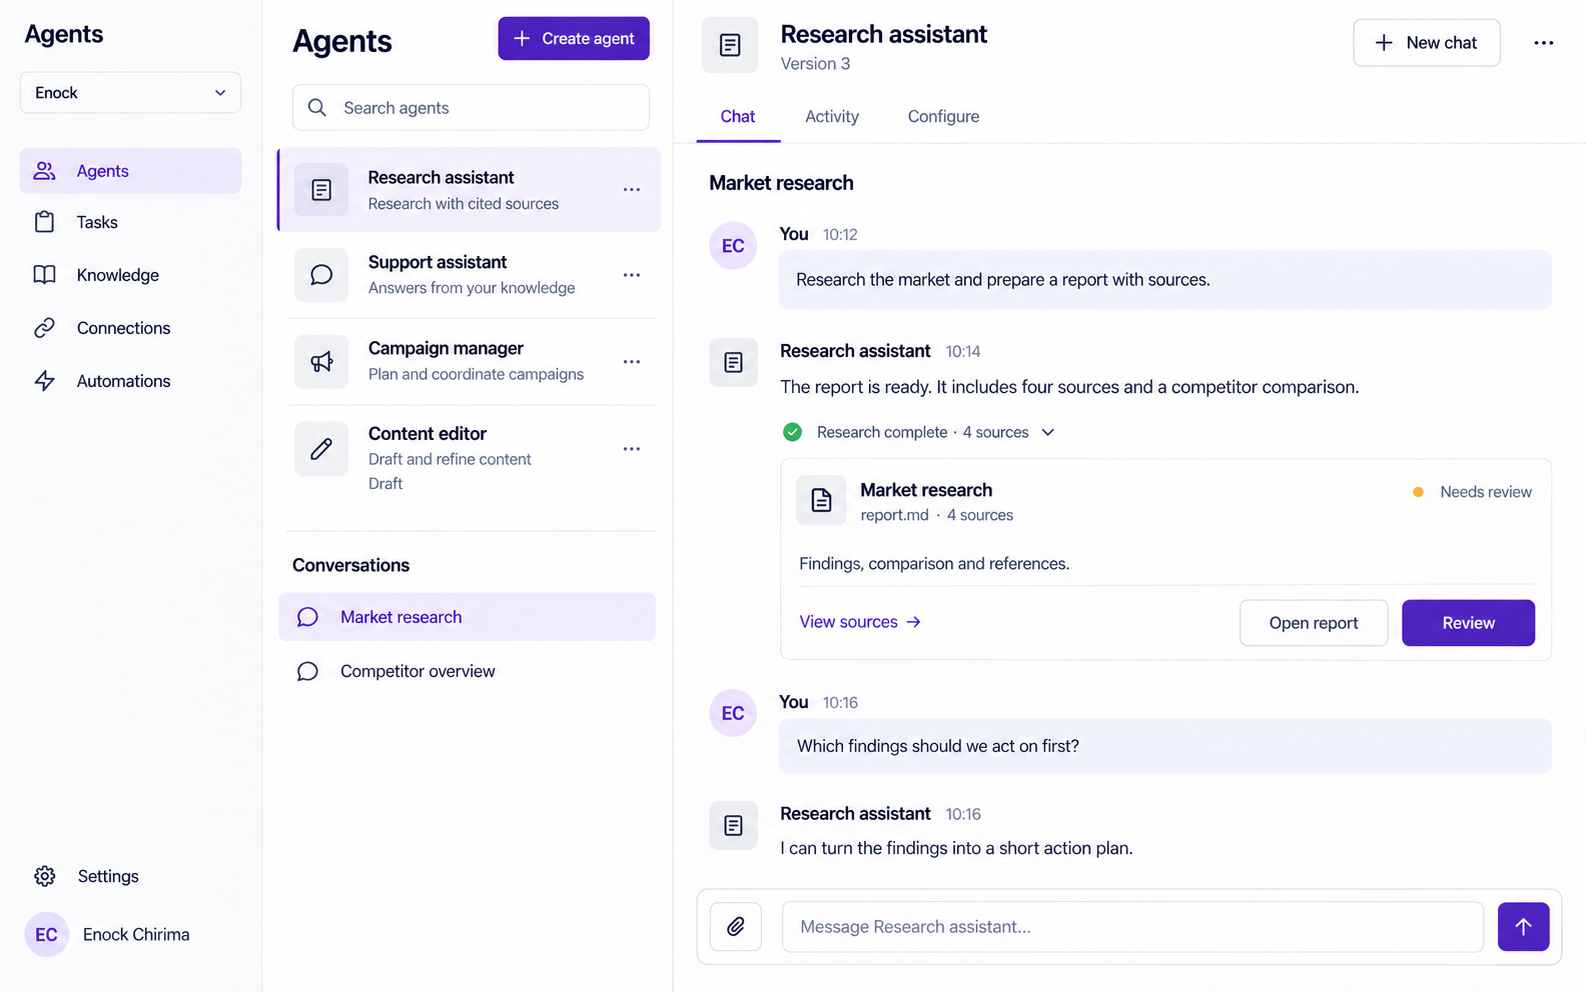 Agents
Enock
Agents
Tasks
Knowledge
Connections
Automations
Settings
EC
Enock Chirima
Agents
+ Create agent
Search agents
Research assistant
Research with cited sources
Support assistant
Answers from your knowledge
Campaign manager
Plan and coordinate campaigns
Content editor
Draft and refine content
Draft
Conversations
Market research
Competitor overview
Research assistant
Version 3
+ New chat
Chat
Activity
Configure
Market research
EC
You 10:12
Research the market and prepare a report with sources.
Research assistant 10:14
The report is ready. It includes four sources and a competitor comparison.
Research complete · 4 sources
Market research
report.md · 4 sources
Needs review
Findings, comparison and references.
View sources →
Open report
Review
EC
You 10:16
Which findings should we act on first?
Research assistant 10:16
I can turn the findings into a short action plan.
Message Research assistant...